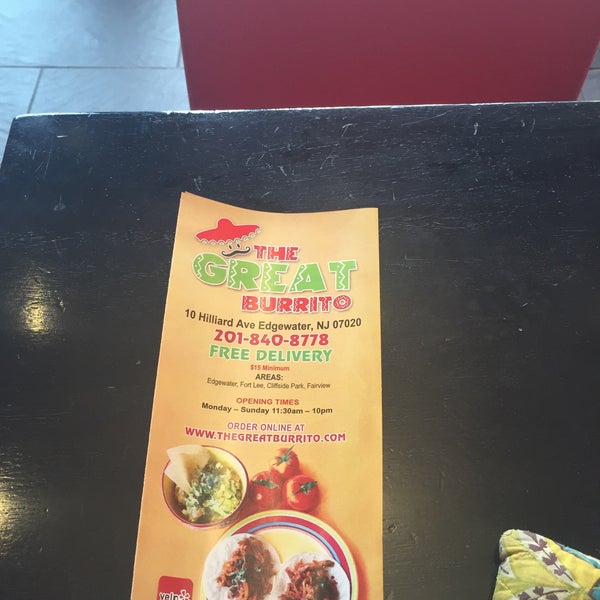 THE
GREAT
BURRITO
10 Hilliard Ave Edgewater, NJ 07020
201-840-8778
FREE DELIVERY
$15 Minimum
AREAS:
Edgewater, Fort Lee, Cliffside Park, Fairview
OPENING TIMES
Monday – Sunday 11:30am – 10pm
ORDER ONLINE AT
WWW.THEGREATBURRITO.COM
yelp